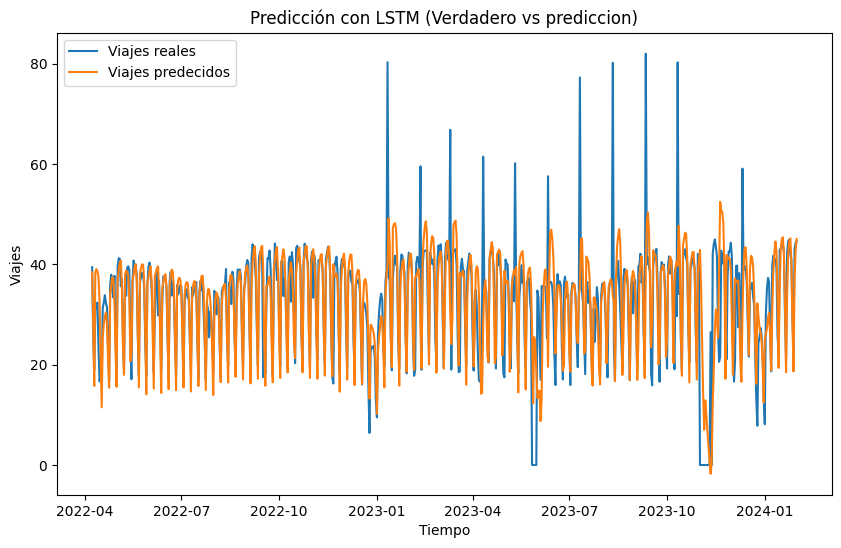 Predicción con LSTM (Verdadero vs prediccion)
Viajes reales
Viajes predecidos
80
60
40
20
0
Viajes
2022-04
2022-07
2022-10
2023-01
2023-04
2023-07
2023-10
2024-01
Tiempo